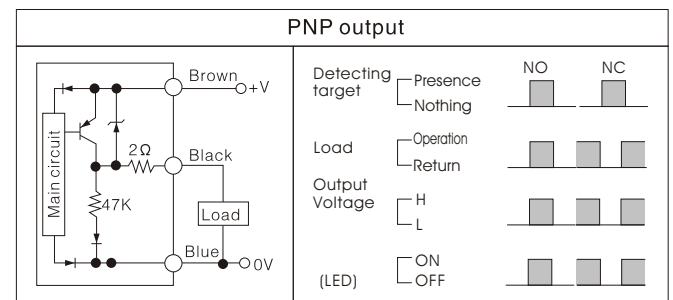 PNP output
Brown
+V
Main circuit
2Ω
Black
47K
Load
Blue
0V
NO NC
Detecting
target
Presence
Nothing
Load
Operation
Return
Output
Voltage
H
L
(LED)
ON
OFF